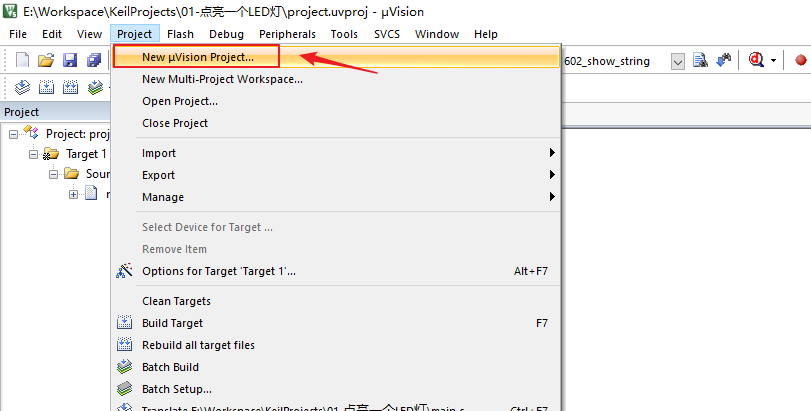 E:\Workspace\KeilProjects\01-点亮一个LED灯\project.uvproj - µVision
File Edit View Project Flash Debug Peripherals Tools SVCS Window Help
New µVision Project...
602_show_string
New Multi-Project Workspace...
Project
Open Project...
Close Project
Project: proj
Import
Target 1
Export
Sour
Manage
Select Device for Target ...
Remove Item
Options for Target 'Target 1'... Alt+F7
Clean Targets
Build Target F7
Rebuild all target files
Batch Build
Batch Setup...
Translate E:\Workspace\KeilProjects\01-点亮一个LED灯\main.c Ctrl+F7